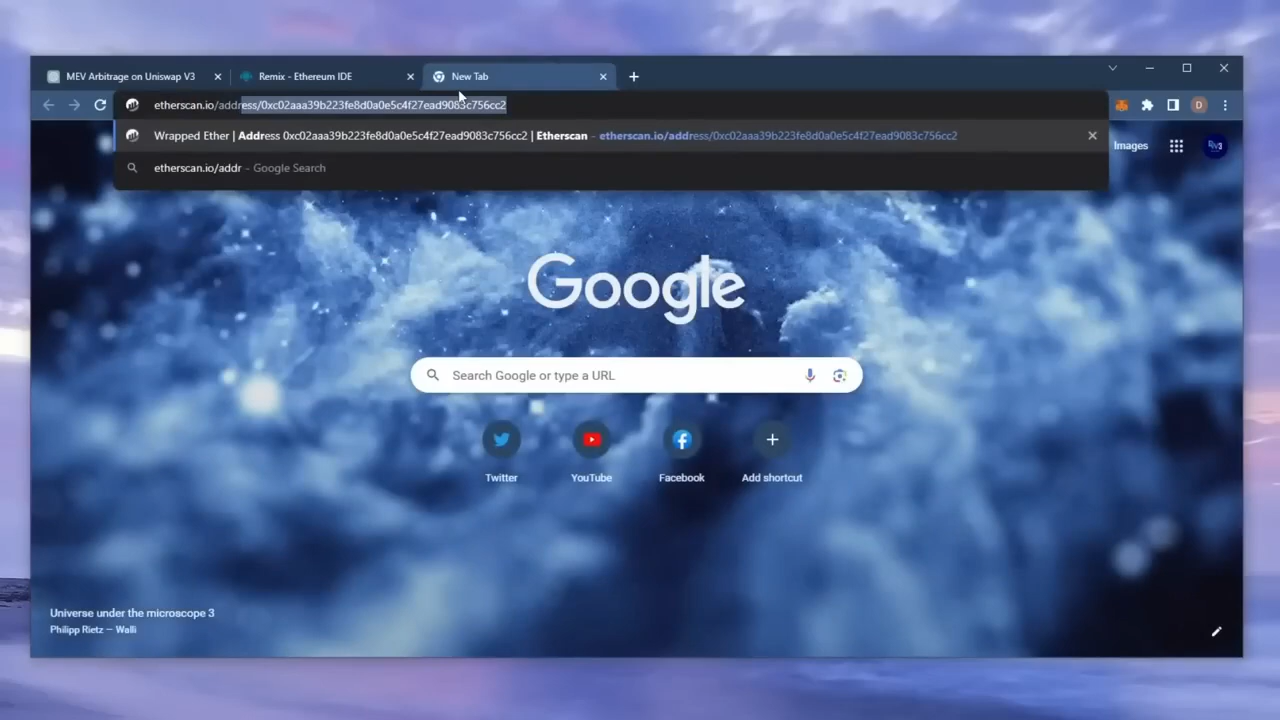 MEV Arbitrage on Uniswap V3
Remix - Ethereum IDE
New Tab
etherscan.io/address/0xc02aaa39b223fe8d0a0e5c4f27ead9083c756cc2
Wrapped Ether | Address 0xc02aaa39b223fe8d0a0e5c4f27ead9083c756cc2 | Etherscan - etherscan.io/address/0xc02aaa39b223fe8d0a0e5c4f27ead9083c756cc2
D
Images
etherscan.io/addr - Google Search
Google
Search Google or type a URL
Twitter
YouTube
Facebook
Add shortcut
Universe under the microscope 3
Philipp Rietz — Walli